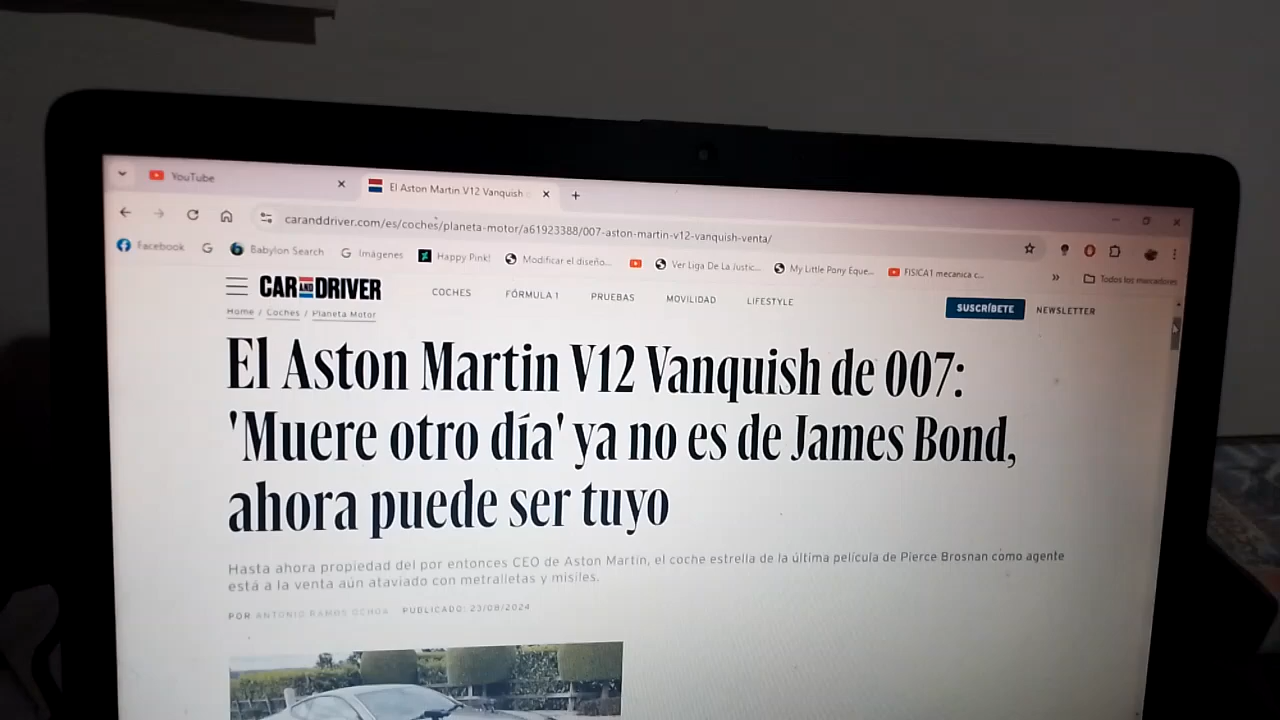 YouTube
El Aston Martin V12 Vanquish
caranddriver.com/es/coches/planeta-motor/a61923388/007-aston-martin-v12-vanquish-venta/
Facebook
Babylon Search
Imágenes
Happy Pink!
Modificar el diseño...
Ver Liga De La Justic...
My Little Pony Eque...
FISICA1 mecanica c...
»
Todos los marcadores
CAR AND DRIVER
COCHES
FÓRMULA 1
PRUEBAS
MOVILIDAD
LIFESTYLE
SUSCRÍBETE
NEWSLETTER
Home / Coches / Planeta Motor
El Aston Martin V12 Vanquish de 007:
'Muere otro día' ya no es de James Bond,
ahora puede ser tuyo
Hasta ahora propiedad del por entonces CEO de Aston Martin, el coche estrella de la última película de Pierce Brosnan como agente
está a la venta aún ataviado con metralletas y misiles.
POR ANTONIO RAMOS OCHOA PUBLICADO: 23/08/2024